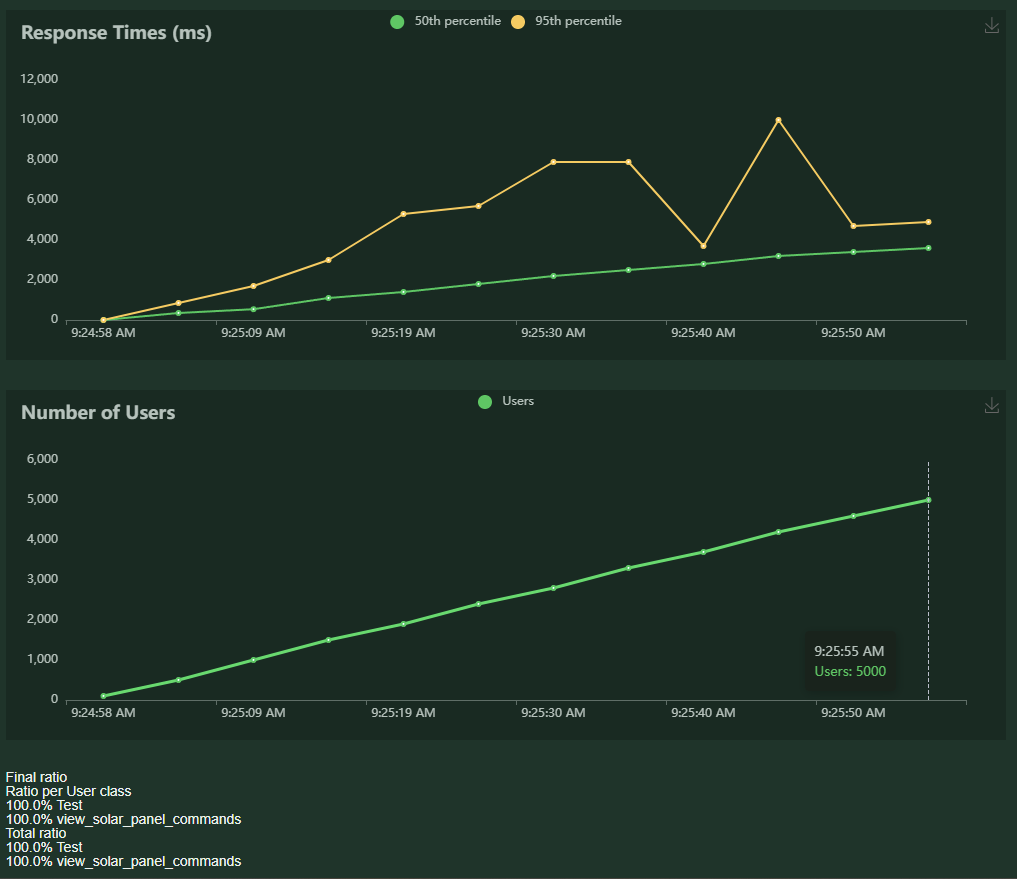 Response Times (ms)
50th percentile 95th percentile
12,000
10,000
8,000
6,000
4,000
2,000
0
9:24:58 AM 9:25:09 AM 9:25:19 AM 9:25:30 AM 9:25:40 AM 9:25:50 AM
Number of Users
Users
6,000
5,000
4,000
3,000
2,000
1,000
0
9:25:55 AM
Users: 5000
9:24:58 AM 9:25:09 AM 9:25:19 AM 9:25:30 AM 9:25:40 AM 9:25:50 AM
Final ratio
Ratio per User class
100.0% Test
100.0% view_solar_panel_commands
Total ratio
100.0% Test
100.0% view_solar_panel_commands